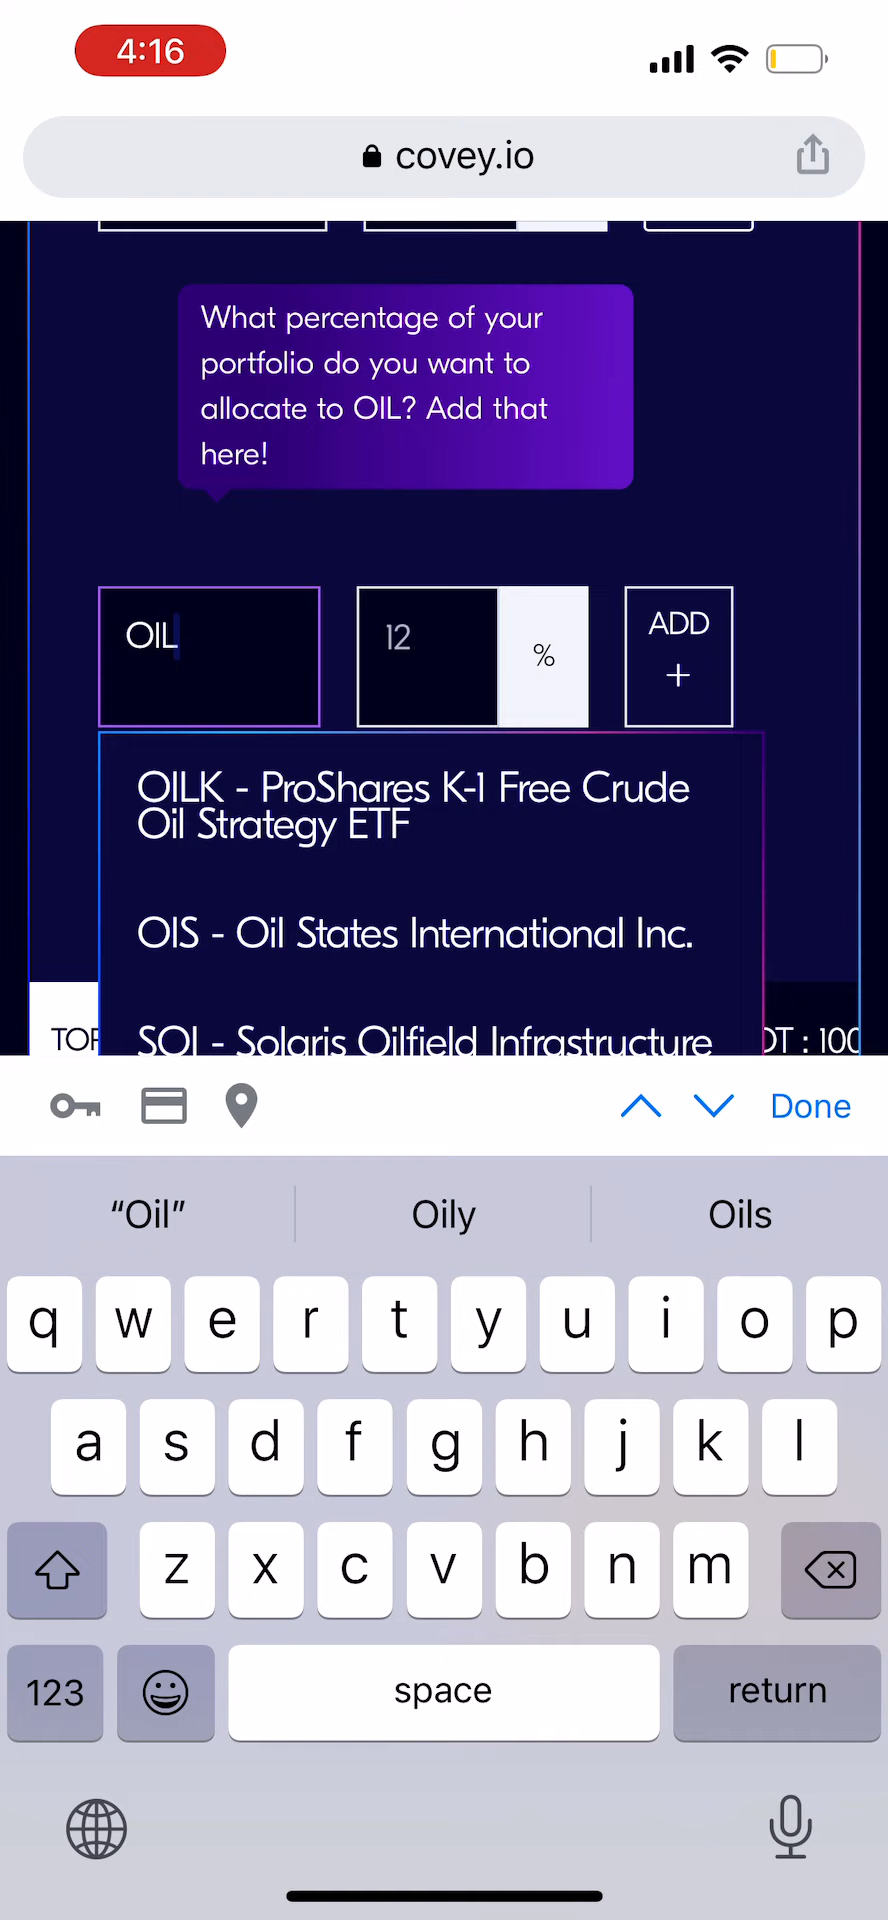 4:16
covey.io
What percentage of your
portfolio do you want to
allocate to OIL? Add that
here!
OIL
12
%
ADD
+
OILK - ProShares K-1 Free Crude
Oil Strategy ETF
OIS - Oil States International Inc.
SOI - Solaris Oilfield Infrastructure
TOP
OT : 100
Done
“Oil” Oily Oils
q w e r t y u i o p
a s d f g h j k l
z x c v b n m
123 space return